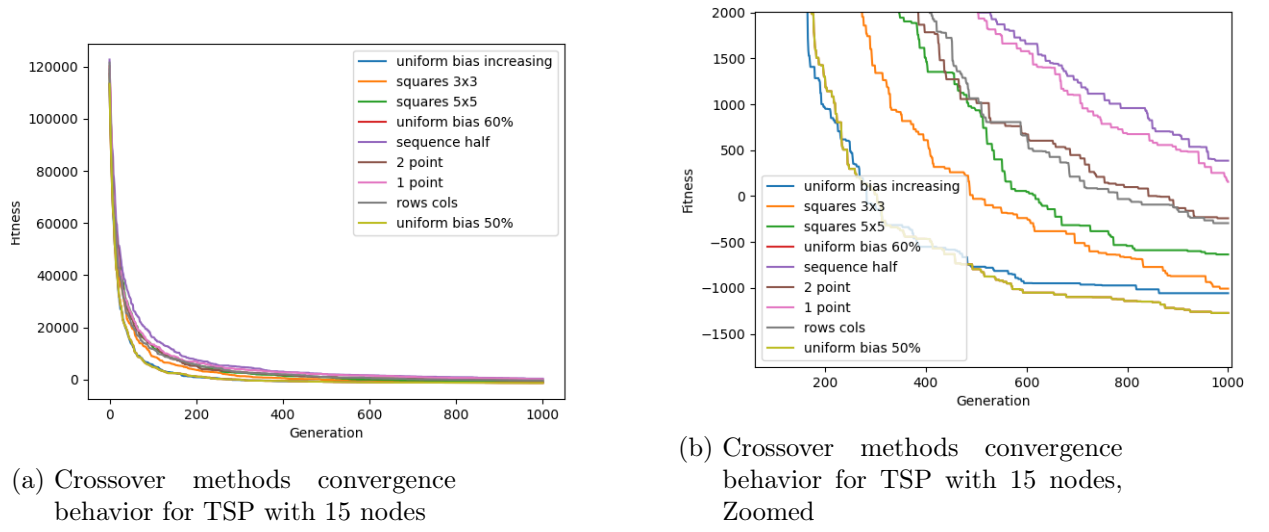 120000
100000
80000
60000
40000
20000
0
Fitness
0 200 400 600 800 1000
Generation
uniform bias increasing
squares 3x3
squares 5x5
uniform bias 60%
sequence half
2 point
1 point
rows cols
uniform bias 50%
(a) Crossover methods convergence
behavior for TSP with 15 nodes
2000
1500
1000
500
0
−500
−1000
−1500
Fitness
200 400 600 800 1000
Generation
uniform bias increasing
squares 3x3
squares 5x5
uniform bias 60%
sequence half
2 point
1 point
rows cols
uniform bias 50%
(b) Crossover methods convergence
behavior for TSP with 15 nodes,
Zoomed